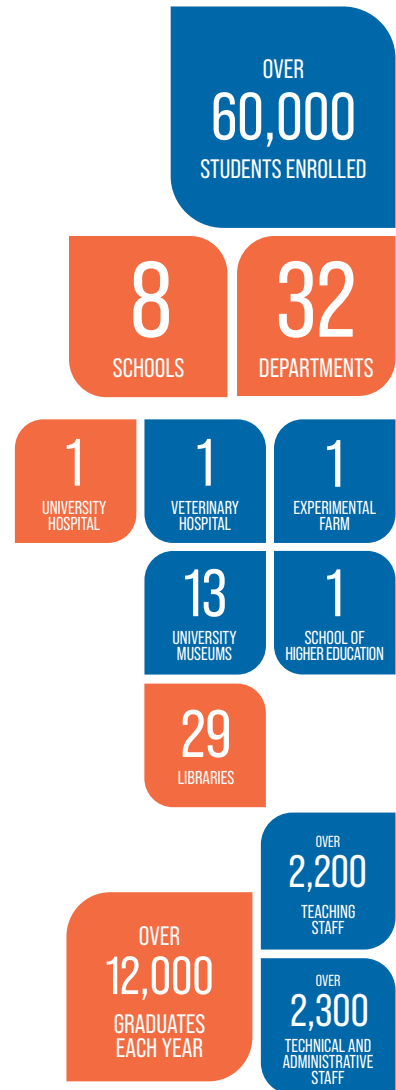 OVER
60,000
STUDENTS ENROLLED
8
SCHOOLS
32
DEPARTMENTS
1
UNIVERSITY
HOSPITAL
1
VETERINARY
HOSPITAL
1
EXPERIMENTAL
FARM
13
UNIVERSITY
MUSEUMS
1
SCHOOL OF
HIGHER EDUCATION
29
LIBRARIES
OVER
2,200
TEACHING
STAFF
OVER
12,000
GRADUATES
EACH YEAR
OVER
2,300
TECHNICAL AND
ADMINISTRATIVE
STAFF